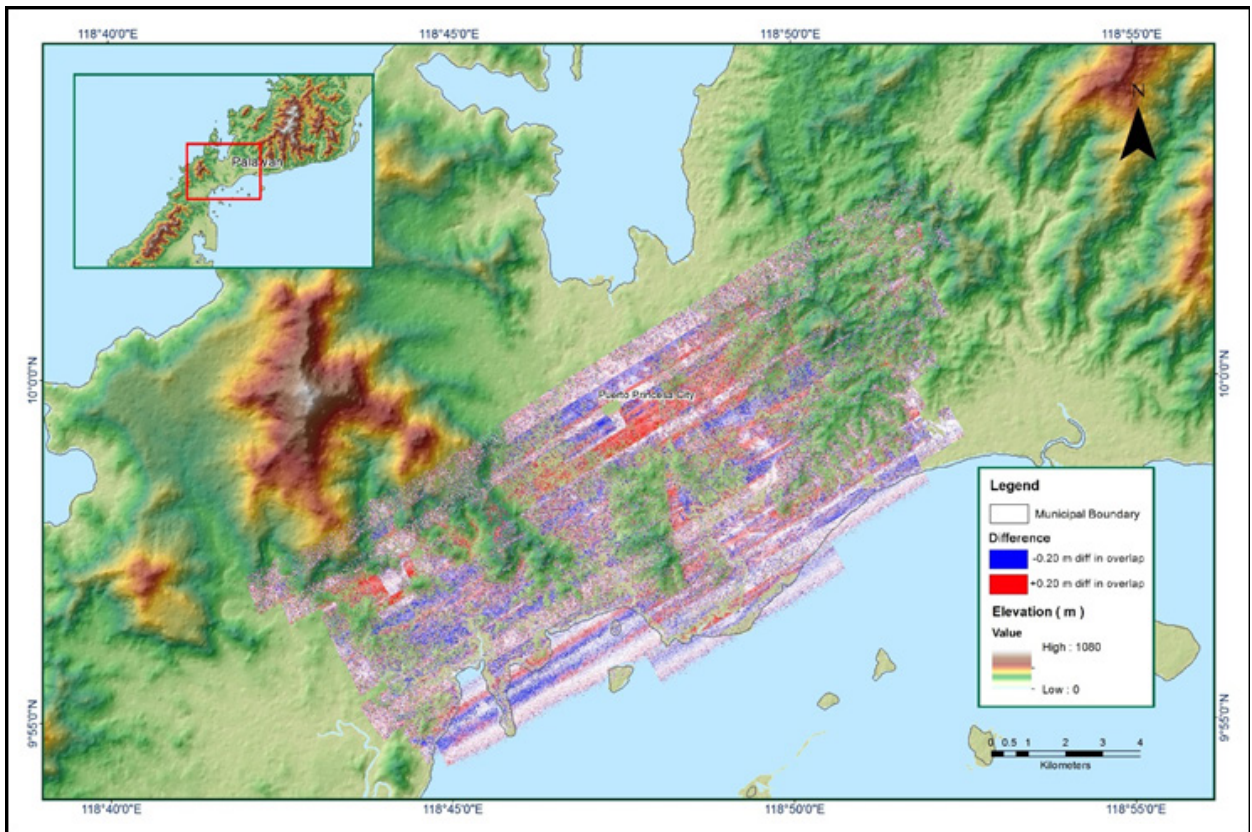 118°40'0"E
118°45'0"E
118°50'0"E
118°55'0"E
Palawan
N
10°0'0"N
10°0'0"N
Puerto Princesa City
Legend
Municipal Boundary
Difference
-0.20 m diff in overlap
+0.20 m diff in overlap
Elevation ( m )
Value
High : 1080
Low : 0
9°55'0"N
9°55'0"N
0 0.5 1 2 3 4
Kilometers
118°40'0"E
118°45'0"E
118°50'0"E
118°55'0"E